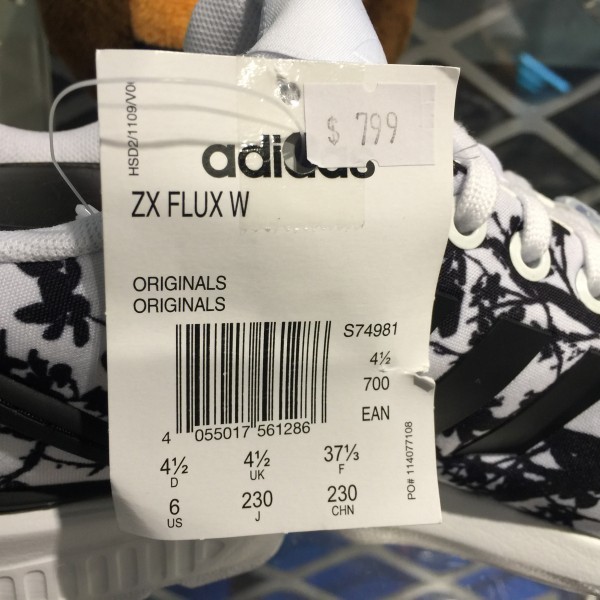 HSD2/1109/V0
$ 799
adidas
ZX FLUX W
ORIGINALS
ORIGINALS
S74981
4½
700
EAN
4 055017 561286
4½ 4½ 37⅓
D UK F
6 230 230
US J CHN
PO# 114077108